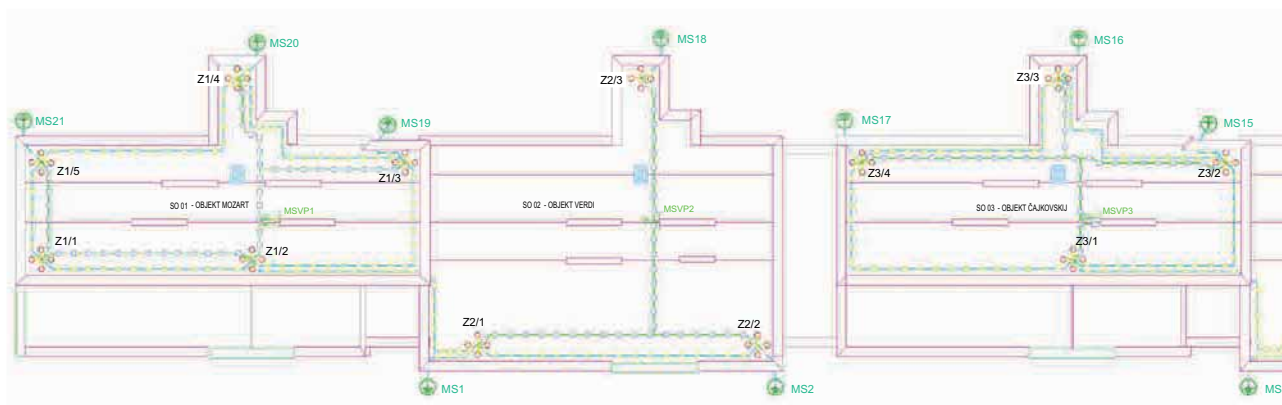 MS20
MS18
MS16
Z1/4
Z2/3
Z3/3
MS21
MS19
MS17
MS15
Z1/5
Z1/3
Z3/4
Z3/2
SO 01 - OBJEKT MOZART
MSVP1
SO 02 - OBJEKT VERDI
MSVP2
SO 03 - OBJEKT ČAJKOVSKIJ
MSVP3
Z1/1
Z1/2
Z3/1
Z2/1
Z2/2
MS1
MS2
MS